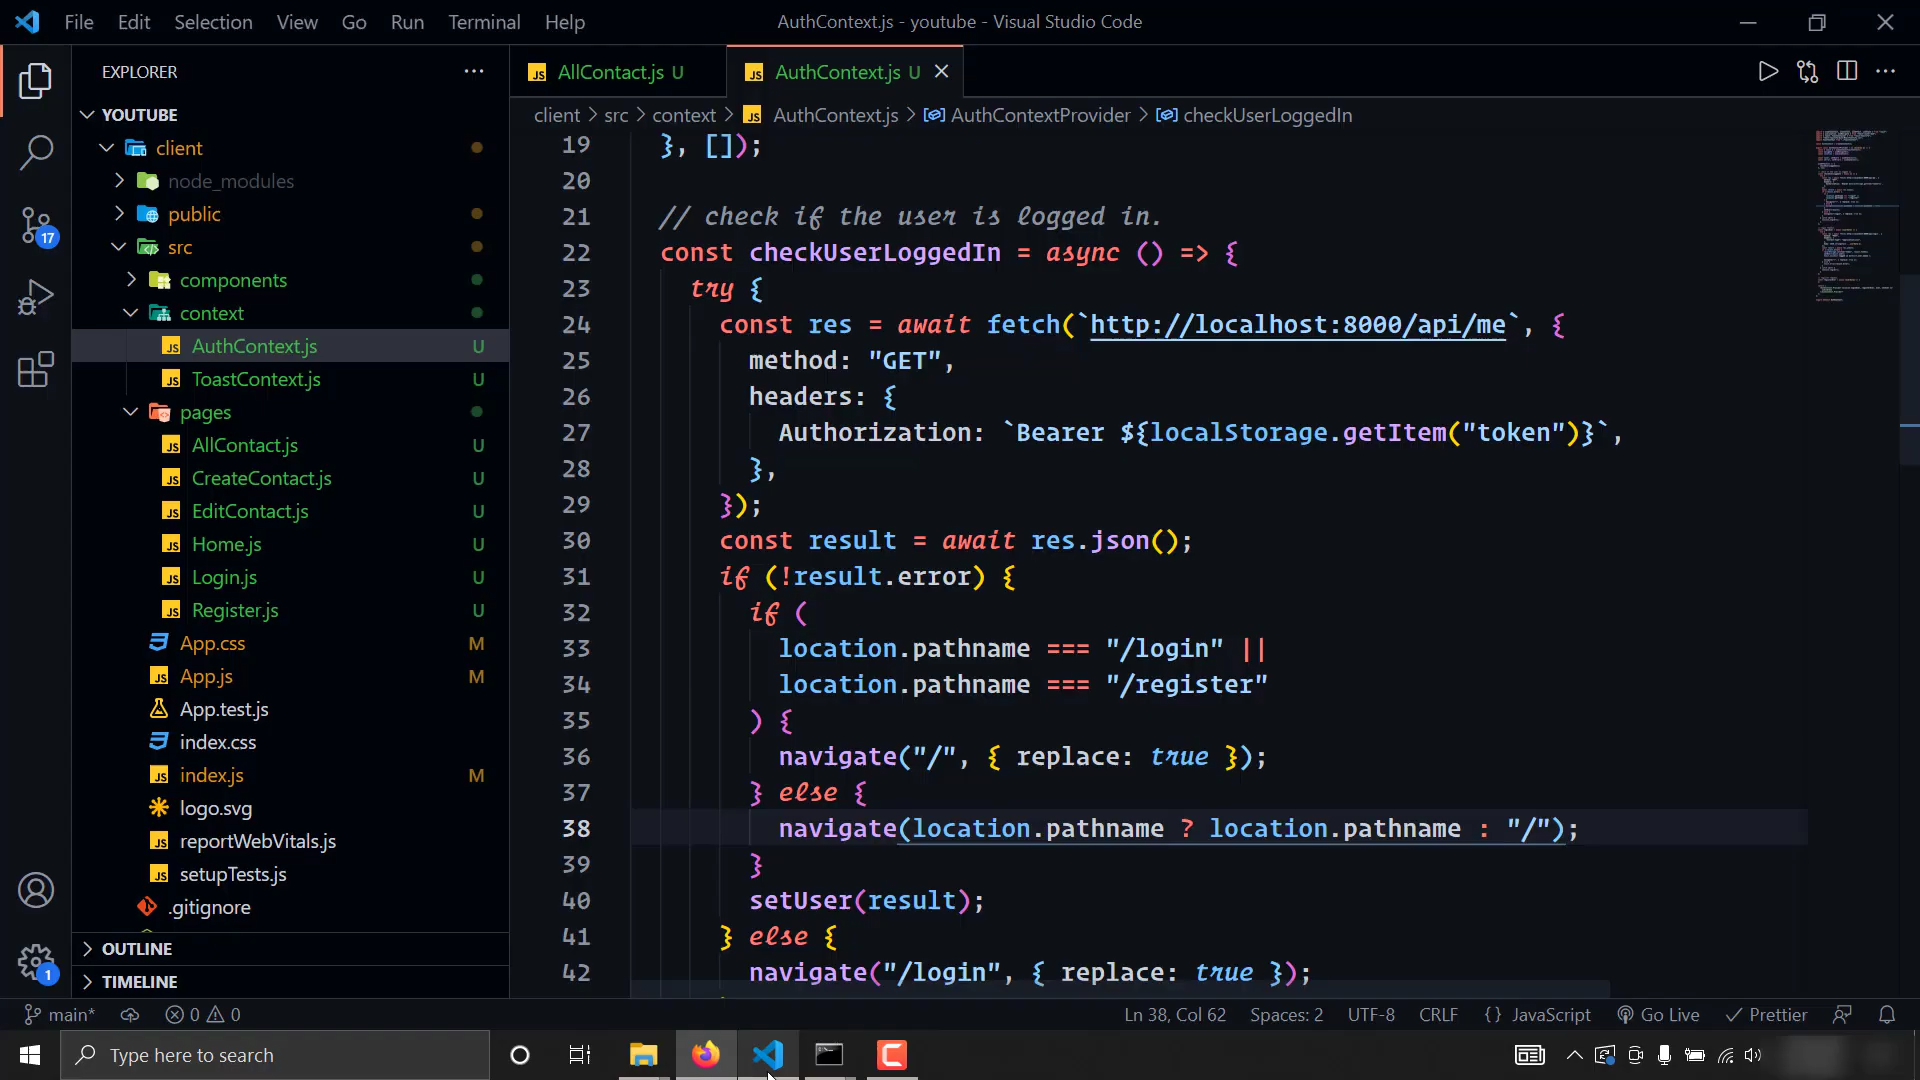 File Edit Selection View Go Run Terminal Help
AuthContext.js - youtube - Visual Studio Code
EXPLORER
YOUTUBE
client
node_modules
public
src
components
context
AuthContext.js U
ToastContext.js U
pages
AllContact.js U
CreateContact.js U
EditContact.js U
Home.js U
Login.js U
Register.js U
App.css M
App.js M
App.test.js
index.css
index.js M
logo.svg
reportWebVitals.js
setupTests.js
.gitignore
OUTLINE
TIMELINE
17
1
AllContact.js U
AuthContext.js U
client > src > context > AuthContext.js > AuthContextProvider > checkUserLoggedIn
19 }, []);
20
21 // check if the user is logged in.
22 const checkUserLoggedIn = async () => {
23 try {
24 const res = await fetch(`http://localhost:8000/api/me`, {
25 method: "GET",
26 headers: {
27 Authorization: `Bearer ${localStorage.getItem("token")}`,
28 },
29 });
30 const result = await res.json();
31 if (!result.error) {
32 if (
33 location.pathname === "/login" ||
34 location.pathname === "/register"
35 ) {
36 navigate("/", { replace: true });
37 } else {
38 navigate(location.pathname ? location.pathname : "/");
39 }
40 setUser(result);
41 } else {
42 navigate("/login", { replace: true });
main* 0 0 Ln 38, Col 62 Spaces: 2 UTF-8 CRLF {} JavaScript Go Live Prettier
Type here to search